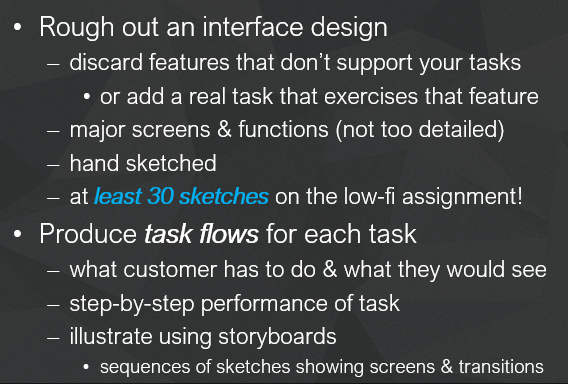 • Rough out an interface design
– discard features that don’t support your tasks
• or add a real task that exercises that feature
– major screens & functions (not too detailed)
– hand sketched
– at least 30 sketches on the low-fi assignment!
• Produce task flows for each task
– what customer has to do & what they would see
– step-by-step performance of task
– illustrate using storyboards
• sequences of sketches showing screens & transitions